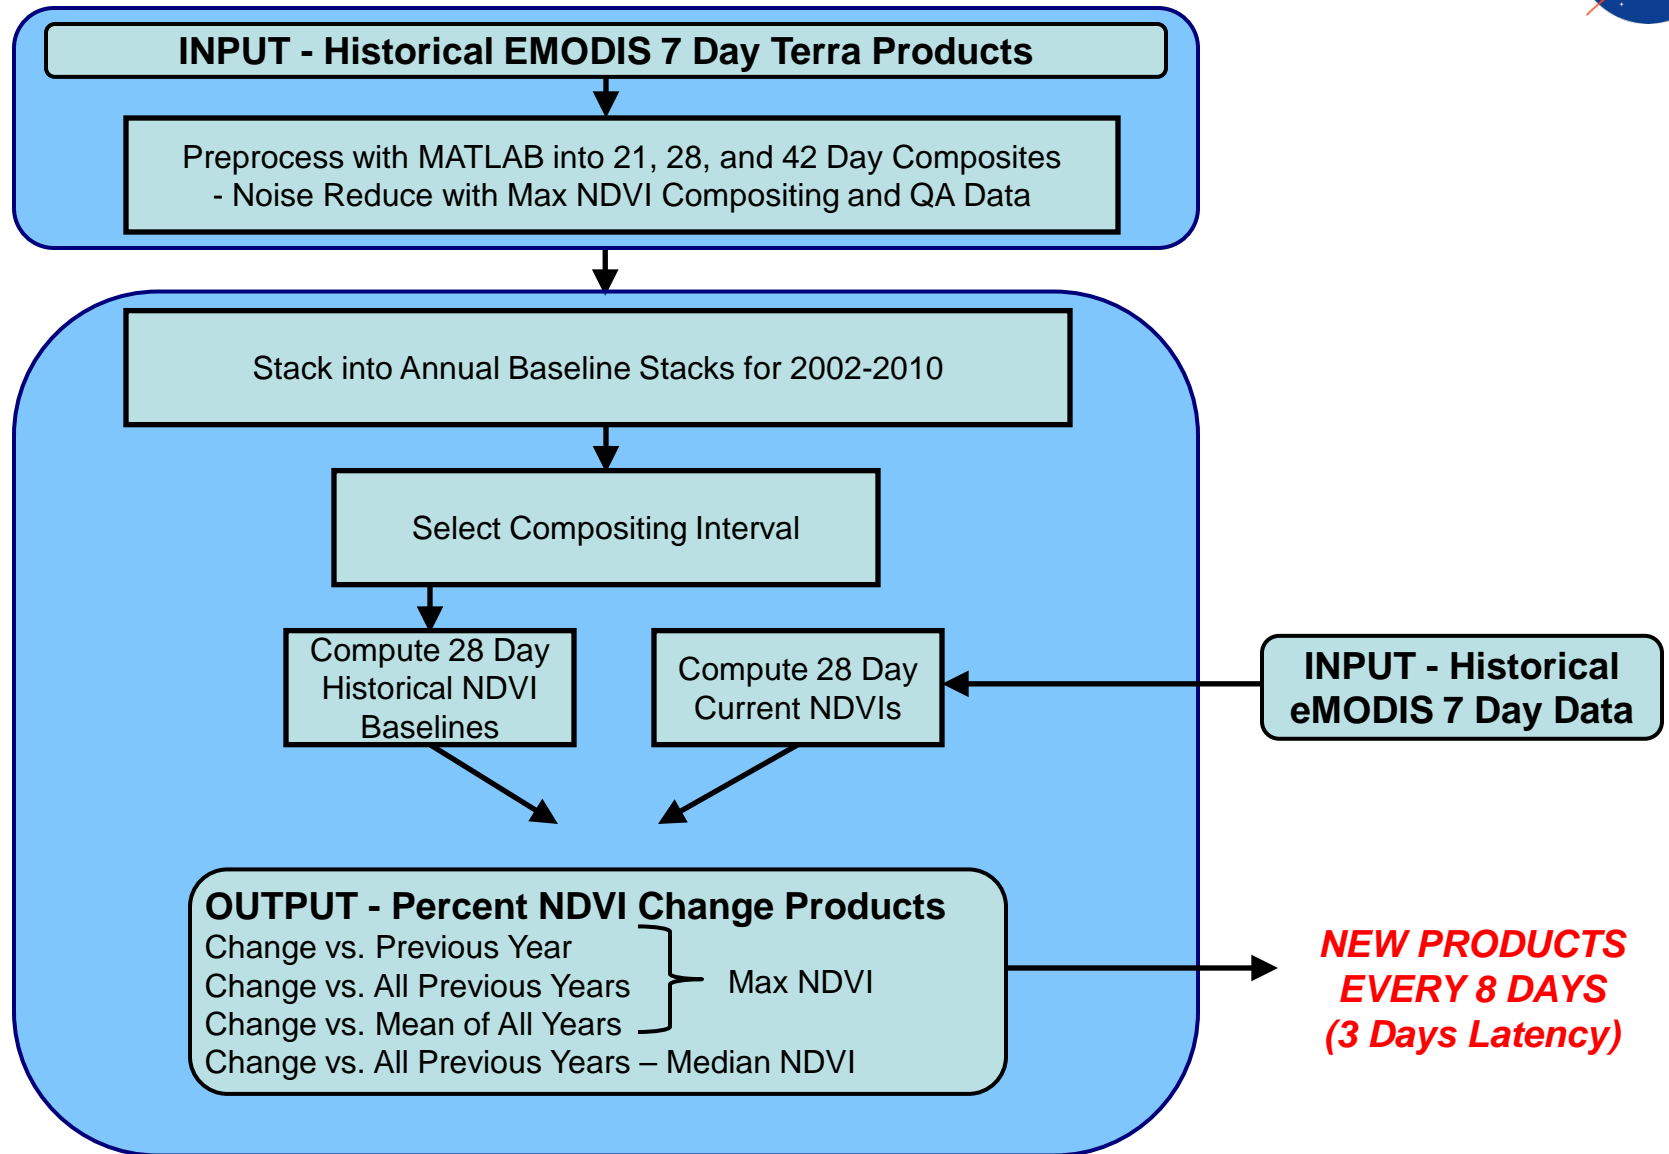 INPUT - Historical EMODIS 7 Day Terra Products
Preprocess with MATLAB into 21, 28, and 42 Day Composites
- Noise Reduce with Max NDVI Compositing and QA Data
Stack into Annual Baseline Stacks for 2002-2010
Select Compositing Interval
Compute 28 Day
Historical NDVI
Baselines
Compute 28 Day
Current NDVIs
INPUT - Historical
eMODIS 7 Day Data
OUTPUT - Percent NDVI Change Products
Change vs. Previous Year
Change vs. All Previous Years
Max NDVI
Change vs. Mean of All Years
Change vs. All Previous Years – Median NDVI
NEW PRODUCTS
EVERY 8 DAYS
(3 Days Latency)